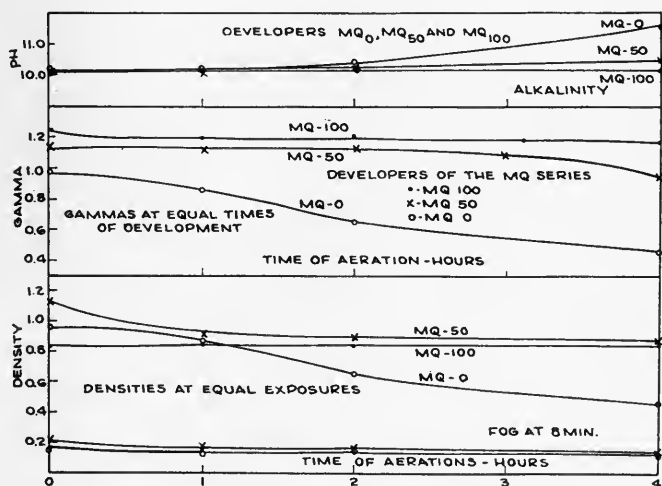 DEVELOPERS MQ0, MQ50 AND MQ100
MQ-0
11.0
MQ-50
PH
10.0
MQ-100
ALKALINITY
1.2
MQ-100
MQ-50
1.0
DEVELOPERS OF THE MQ SERIES
•-MQ 100
MQ-0
X-MQ 50
O-MQ 0
0.8
GAMMA
GAMMAS AT EQUAL TIMES
OF DEVELOPMENT
0.6
0.4
TIME OF AERATION-HOURS
1.2
1.0
MQ-50
0.8
MQ-100
DENSITY
MQ-0
0.6
DENSITIES AT EQUAL EXPOSURES
0.4
FOG AT 8 MIN.
0.2
TIME OF AERATIONS-HOURS
0 1 2 3 4